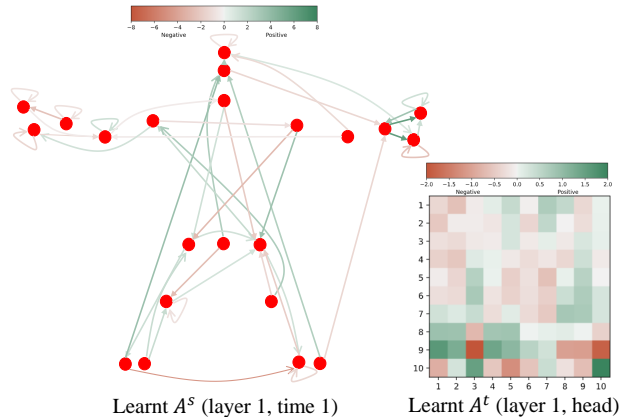 −8 −6 −4 −2 0 2 4 6 8
Negative Positive
−2.0 −1.5 −1.0 −0.5 0.0 0.5 1.0 1.5 2.0
Negative Positive
1
2
3
4
5
6
7
8
9
10
1 2 3 4 5 6 7 8 9 10
Learnt Aˢ (layer 1, time 1)
Learnt Aᵗ (layer 1, head)